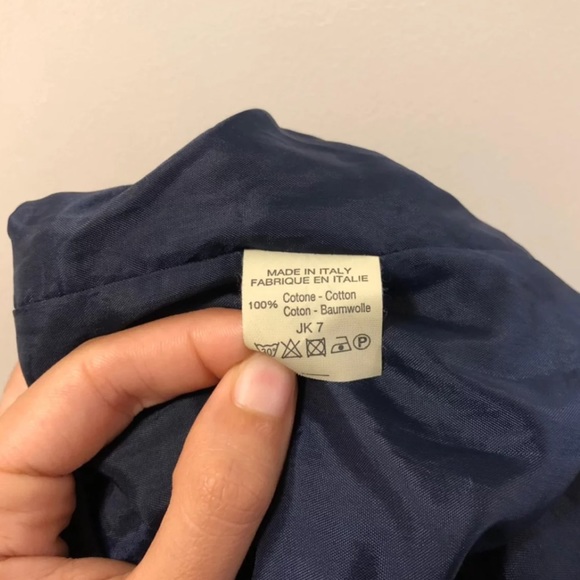 MADE IN ITALY
FABRIQUE EN ITALIE
100% Cotone - Cotton
Coton - Baumwolle
JK 7
P